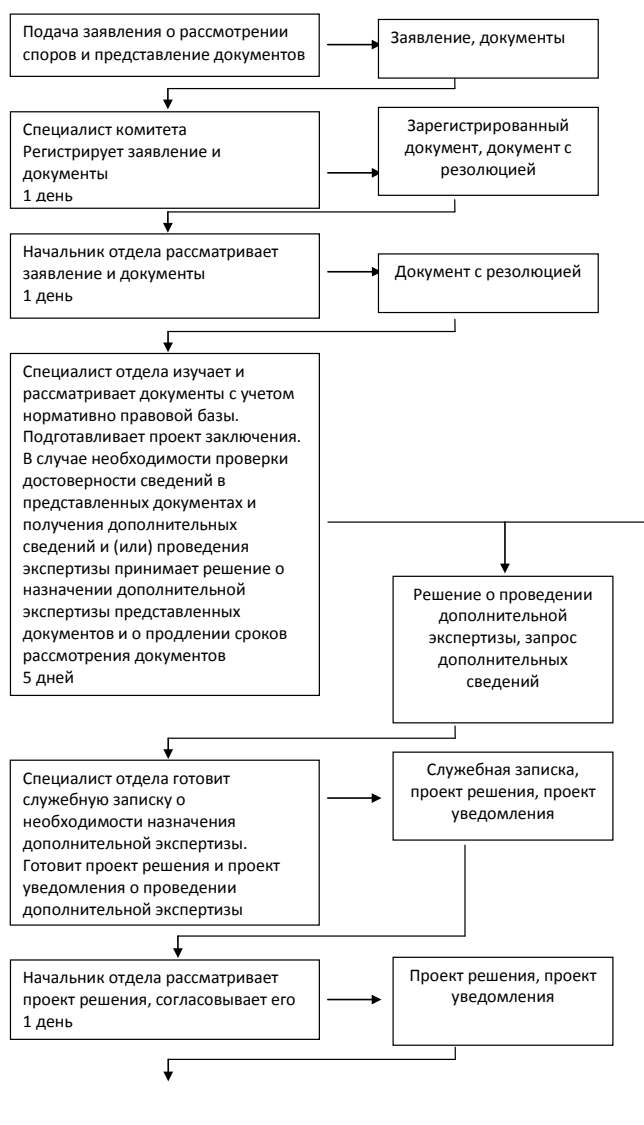 Подача заявления о рассмотрении
споров и представление документов
Заявление, документы
Специалист комитета
Регистрирует заявление и
документы
1 день
Зарегистрированный
документ, документ с
резолюцией
Начальник отдела рассматривает
заявление и документы
1 день
Документ с резолюцией
Специалист отдела изучает и
рассматривает документы с учетом
нормативно правовой базы.
Подготавливает проект заключения.
В случае необходимости проверки
достоверности сведений в
представленных документах и
получения дополнительных
сведений и (или) проведения
экспертизы принимает решение о
назначении дополнительной
экспертизы представленных
документов и о продлении сроков
рассмотрения документов
5 дней
Решение о проведении
дополнительной
экспертизы, запрос
дополнительных
сведений
Специалист отдела готовит
служебную записку о
необходимости назначения
дополнительной экспертизы.
Готовит проект решения и проект
уведомления о проведении
дополнительной экспертизы
Служебная записка,
проект решения, проект
уведомления
Начальник отдела рассматривает
проект решения, согласовывает его
1 день
Проект решения, проект
уведомления